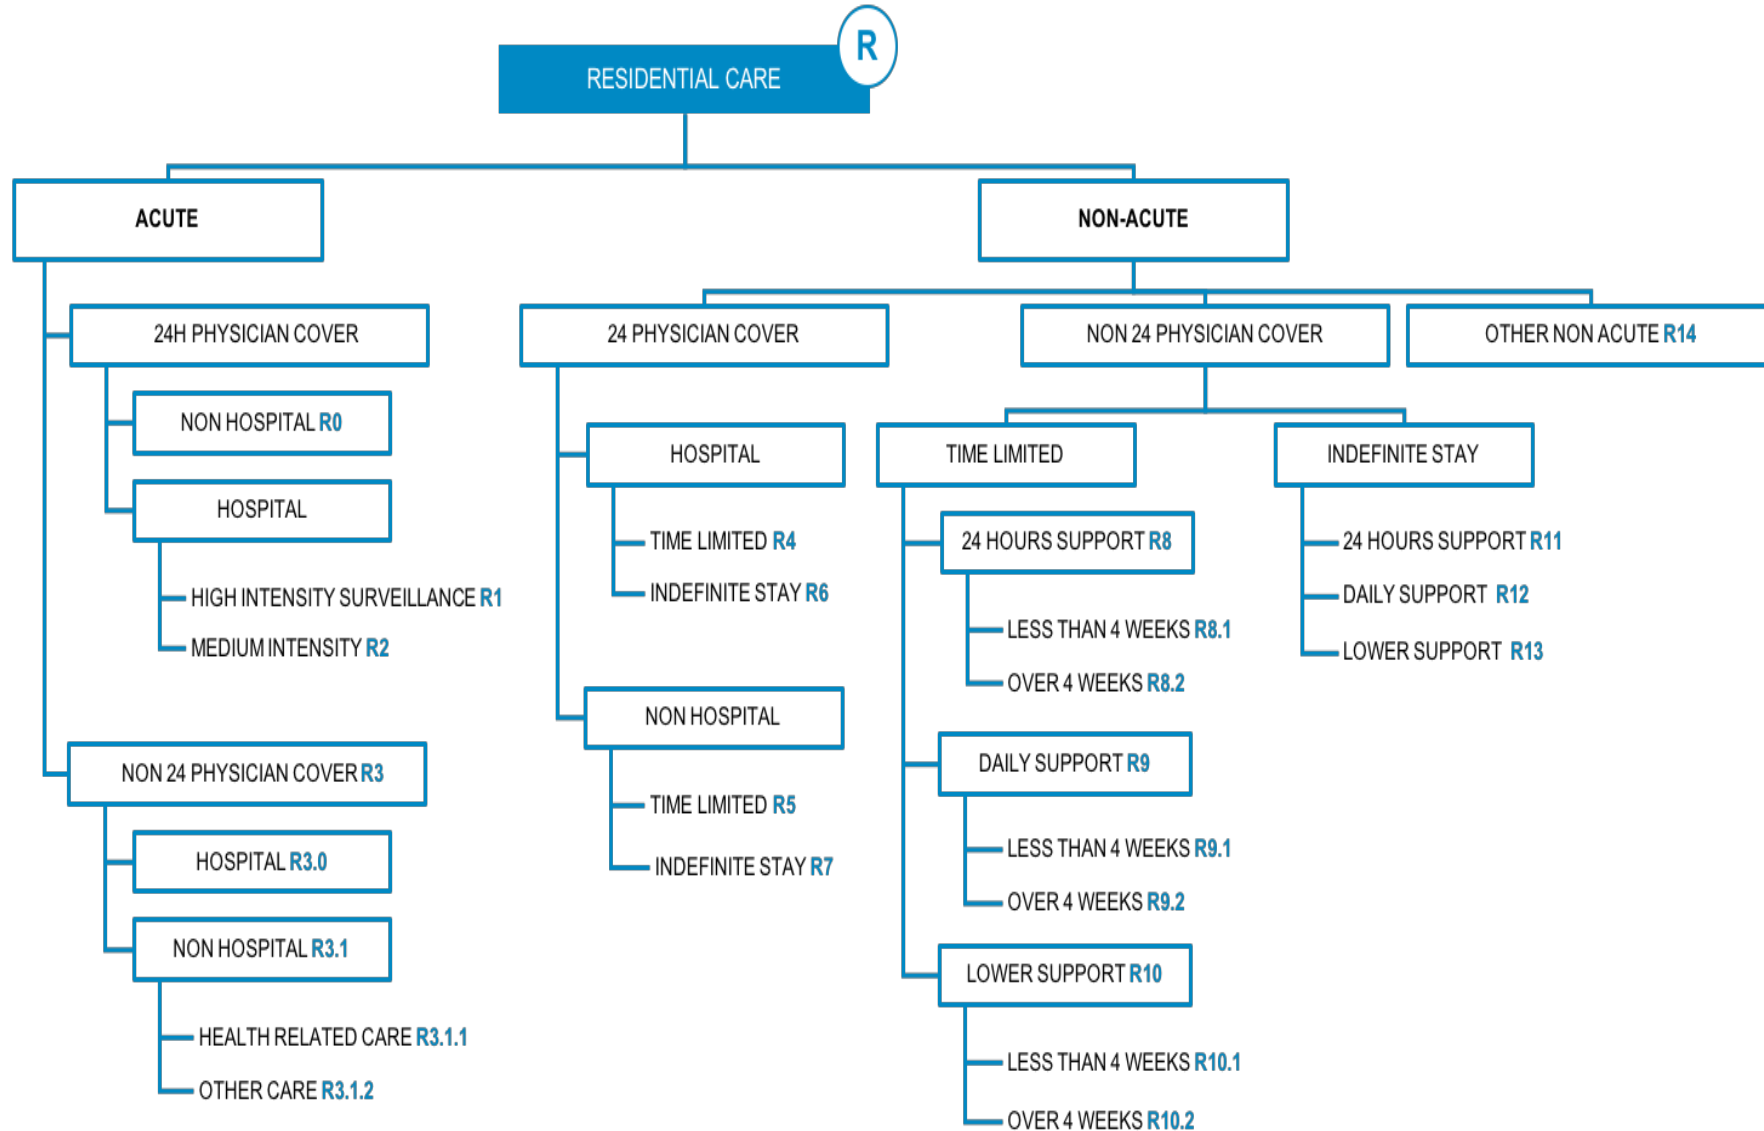 R
RESIDENTIAL CARE
ACUTE
24H PHYSICIAN COVER
NON HOSPITAL R0
HOSPITAL
HIGH INTENSITY SURVEILLANCE R1
MEDIUM INTENSITY R2
NON 24 PHYSICIAN COVER R3
HOSPITAL R3.0
NON HOSPITAL R3.1
HEALTH RELATED CARE R3.1.1
OTHER CARE R3.1.2
NON-ACUTE
24 PHYSICIAN COVER
HOSPITAL
TIME LIMITED R4
INDEFINITE STAY R6
NON HOSPITAL
TIME LIMITED R5
INDEFINITE STAY R7
NON 24 PHYSICIAN COVER
TIME LIMITED
24 HOURS SUPPORT R8
LESS THAN 4 WEEKS R8.1
OVER 4 WEEKS R8.2
DAILY SUPPORT R9
LESS THAN 4 WEEKS R9.1
OVER 4 WEEKS R9.2
LOWER SUPPORT R10
LESS THAN 4 WEEKS R10.1
OVER 4 WEEKS R10.2
INDEFINITE STAY
24 HOURS SUPPORT R11
DAILY SUPPORT R12
LOWER SUPPORT R13
OTHER NON ACUTE R14